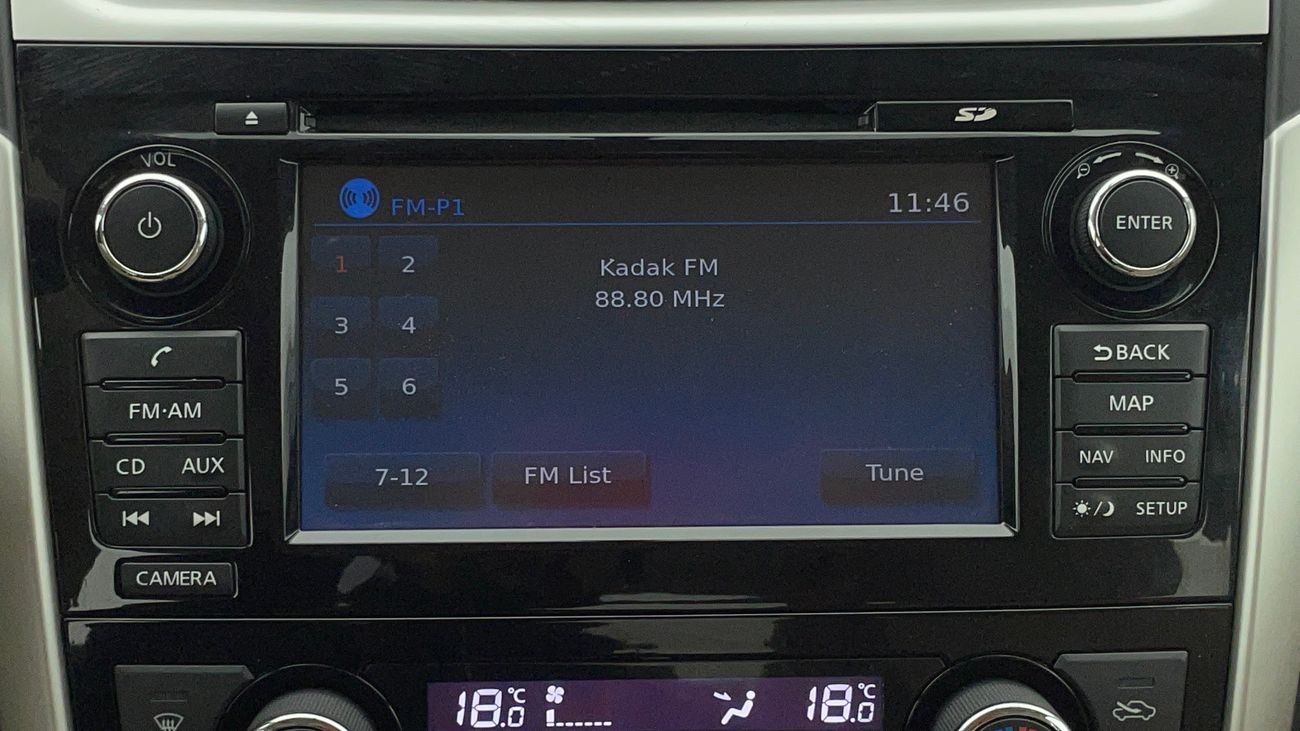 SD
VOL
FM-P1
11:46
ENTER
1 2
Kadak FM
88.80 MHz
3 4
5 6
7-12 FM List Tune
FM·AM
CD AUX
CAMERA
BACK
MAP
NAV INFO
SETUP
18.0°C
18.0°C